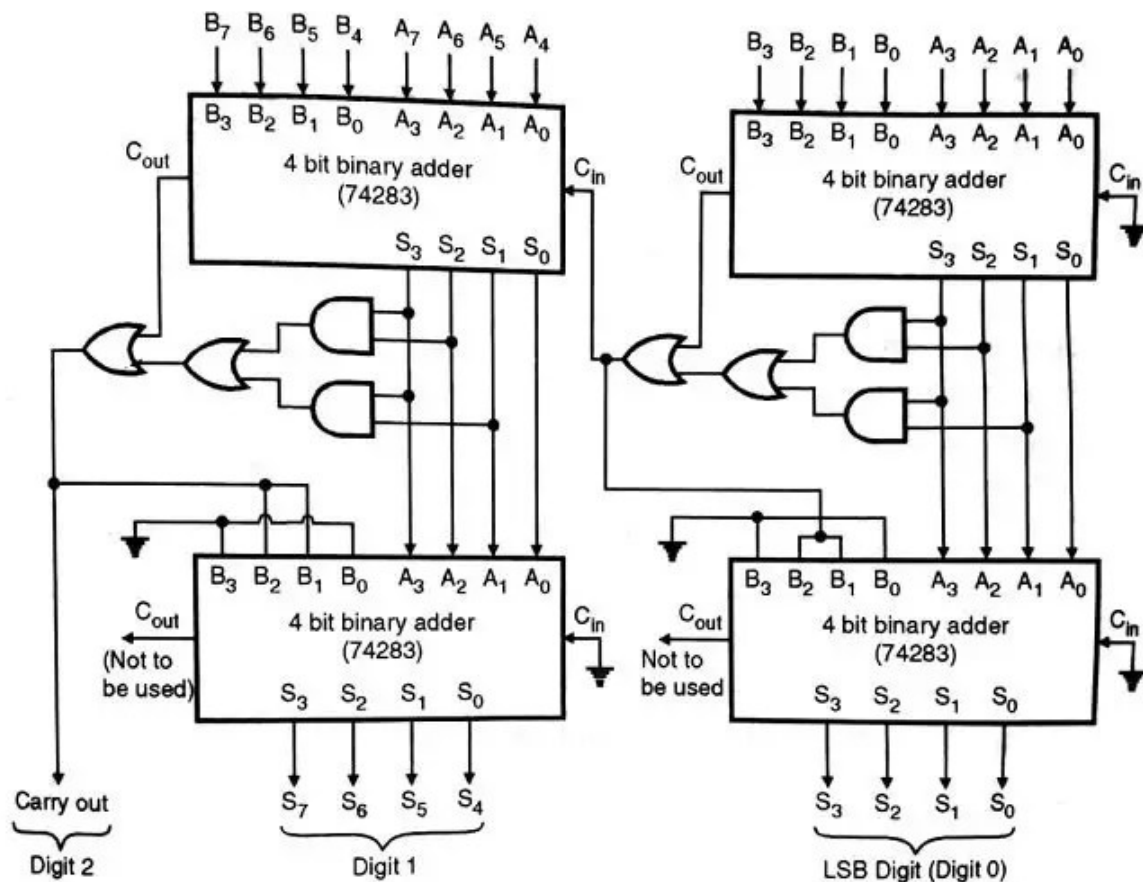 B7 B6 B5 B4 A7 A6 A5 A4
B3 B2 B1 B0 A3 A2 A1 A0
B3 B2 B1 B0 A3 A2 A1 A0
B3 B2 B1 B0 A3 A2 A1 A0
Cout
4 bit binary adder
(74283)
Cin
Cout
4 bit binary adder
(74283)
Cin
S3 S2 S1 S0
S3 S2 S1 S0
B3 B2 B1 B0 A3 A2 A1 A0
B3 B2 B1 B0 A3 A2 A1 A0
Cout
(Not to
be used)
4 bit binary adder
(74283)
Cin
Cout
Not to
be used
4 bit binary adder
(74283)
Cin
S3 S2 S1 S0
S3 S2 S1 S0
Carry out
S7 S6 S5 S4
S3 S2 S1 S0
Digit 2
Digit 1
LSB Digit (Digit 0)